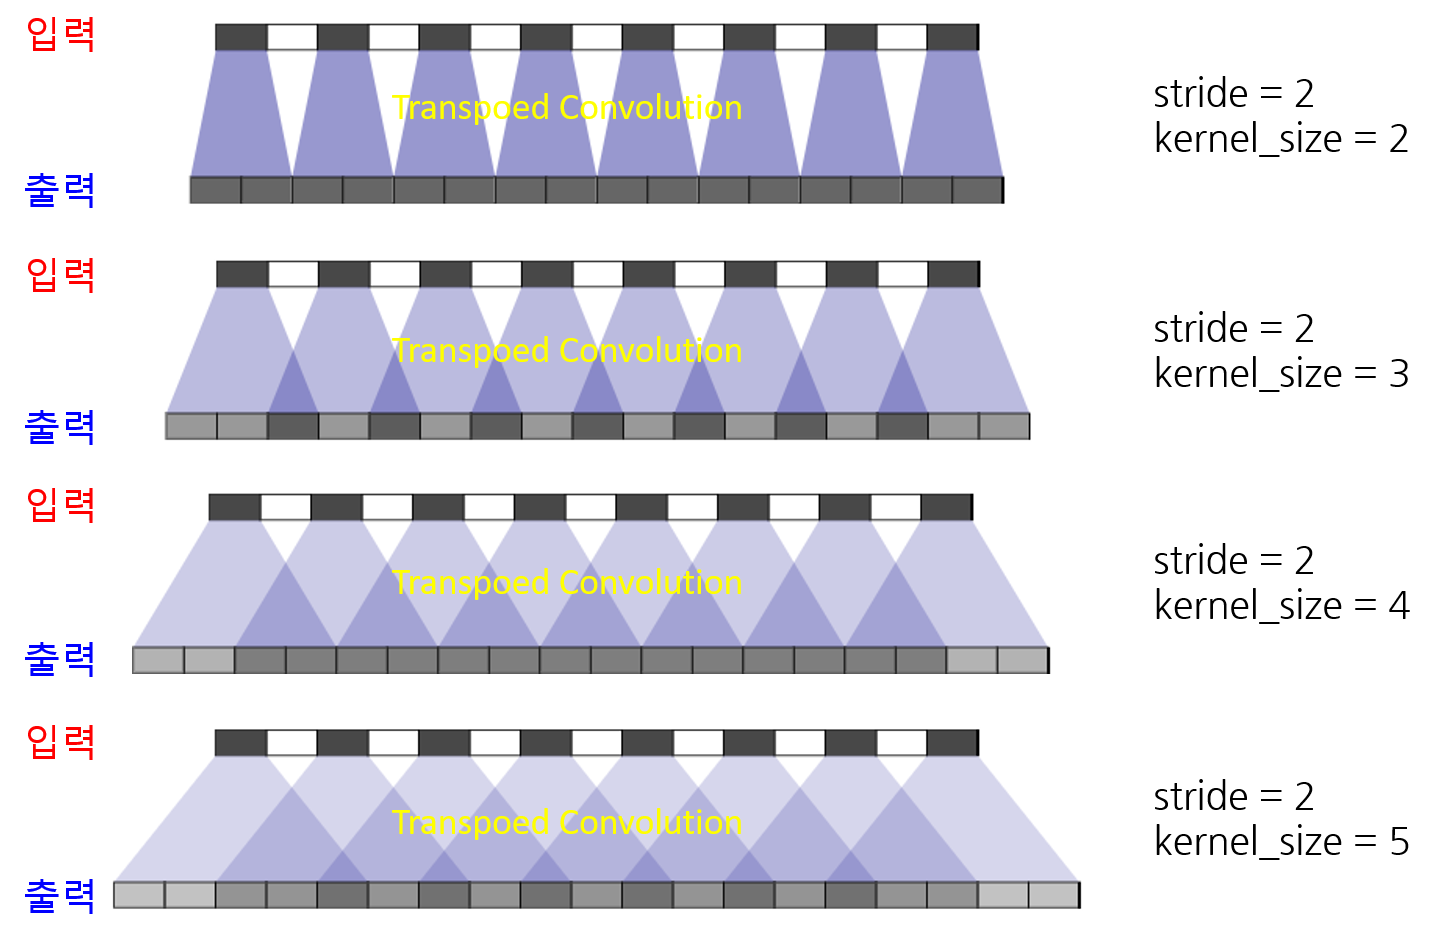 입력
Transpoed Convolution
stride = 2
kernel_size = 2
출력
입력
Transpoed Convolution
stride = 2
kernel_size = 3
출력
입력
Transpoed Convolution
stride = 2
kernel_size = 4
출력
입력
Transpoed Convolution
stride = 2
kernel_size = 5
출력